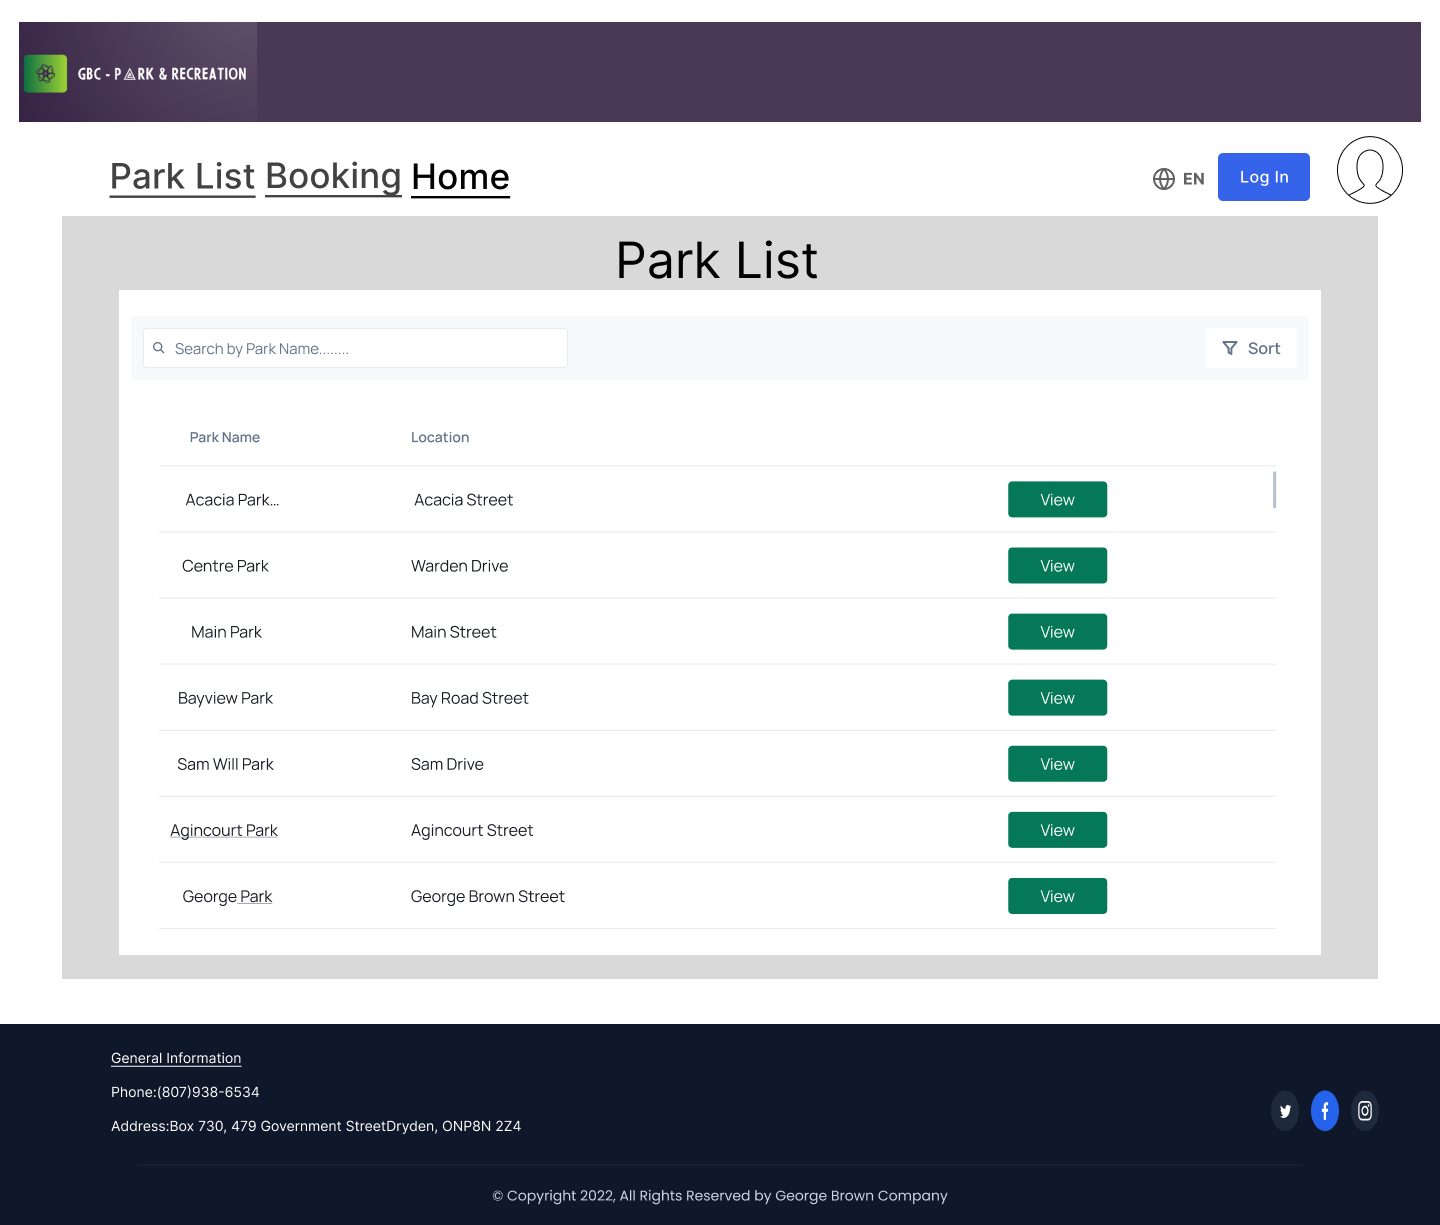 GBC - PARK & RECREATION
Park List Booking Home
EN Log In
Park List
Search by Park Name........ Sort
Park Name Location
Acacia Park... Acacia Street View
Centre Park Warden Drive View
Main Park Main Street View
Bayview Park Bay Road Street View
Sam Will Park Sam Drive View
Agincourt Park Agincourt Street View
George Park George Brown Street View
General Information
Phone:(807)938-6534
Address:Box 730, 479 Government StreetDryden, ONP8N 2Z4
© Copyright 2022, All Rights Reserved by George Brown Company